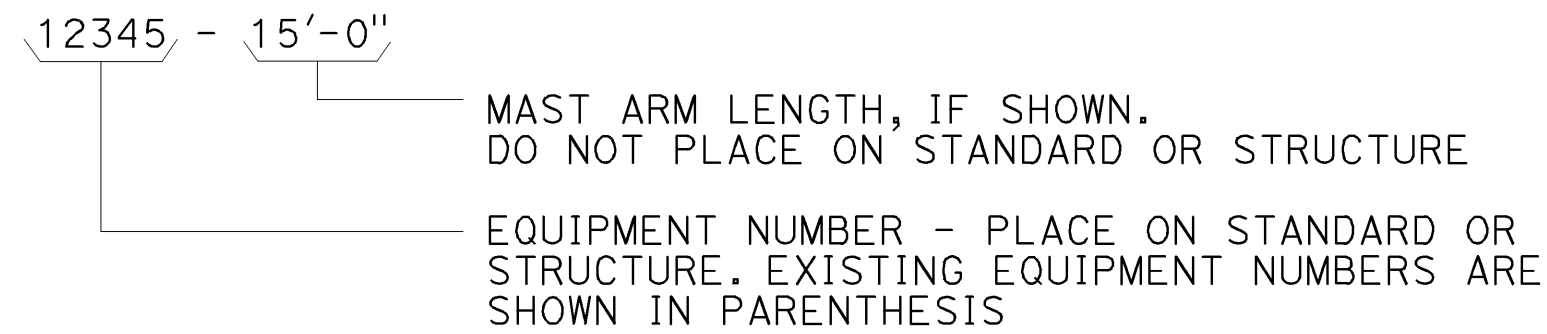 12345 - 15'-0"
MAST ARM LENGTH, IF SHOWN.
DO NOT PLACE ON STANDARD OR STRUCTURE
EQUIPMENT NUMBER - PLACE ON STANDARD OR
STRUCTURE. EXISTING EQUIPMENT NUMBERS ARE
SHOWN IN PARENTHESIS